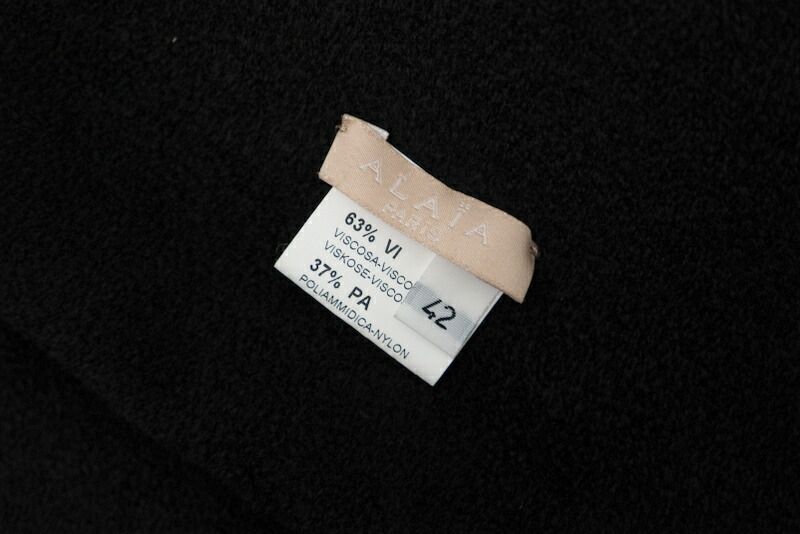 ALAÏA
PARIS
63% VI
VISCOSA-VISCO
VISKOSE-VISCO
37% PA
POLIAMMIDICA-NYLON
42